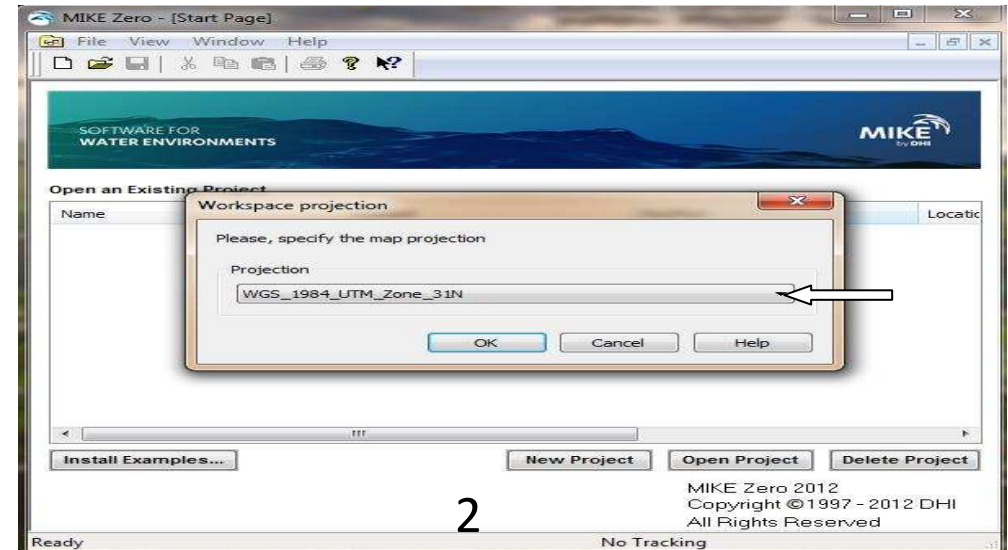 MIKE Zero - [Start Page]
File View Window Help
SOFTWARE FOR
WATER ENVIRONMENTS
MIKE
by DHI
Open an Existing Project
Name
Locatic
Workspace projection
Please, specify the map projection
Projection
WGS_1984_UTM_Zone_31N
OK Cancel Help
Install Examples... New Project Open Project Delete Project
MIKE Zero 2012
Copyright ©1997-2012 DHI
All Rights Reserved
2
Ready No Tracking